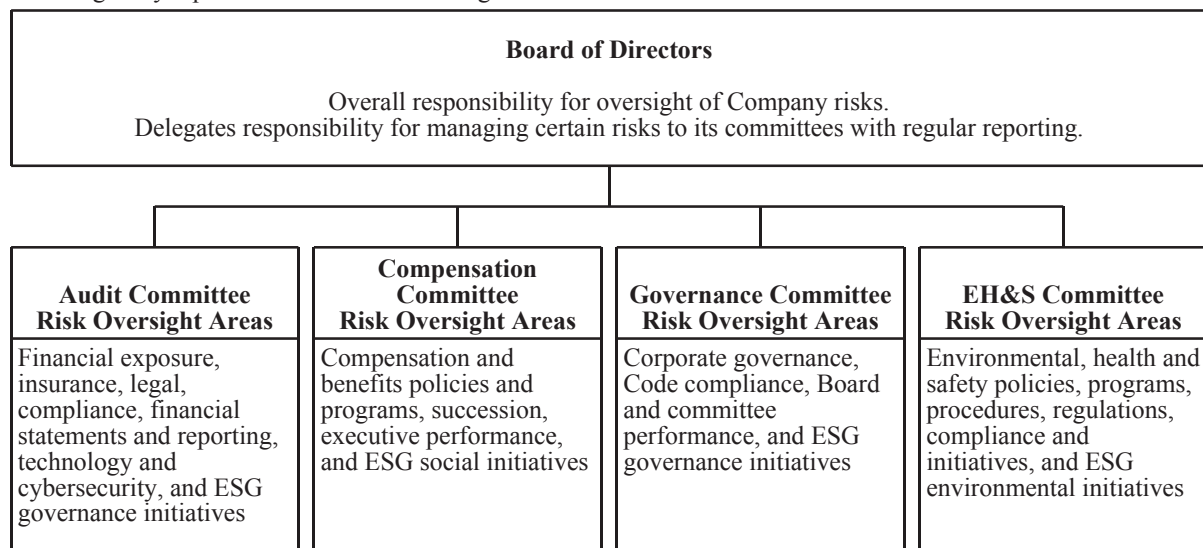 Board of Directors
Overall responsibility for oversight of Company risks.
Delegates responsibility for managing certain risks to its committees with regular reporting.
Audit Committee
Risk Oversight Areas
Financial exposure,
insurance, legal,
compliance, financial
statements and reporting,
technology and
cybersecurity, and ESG
governance initiatives
Compensation
Committee
Risk Oversight Areas
Compensation and
benefits policies and
programs, succession,
executive performance,
and ESG social initiatives
Governance Committee
Risk Oversight Areas
Corporate governance,
Code compliance, Board
and committee
performance, and ESG
governance initiatives
EH&S Committee
Risk Oversight Areas
Environmental, health and
safety policies, programs,
procedures, regulations,
compliance and
initiatives, and ESG
environmental initiatives